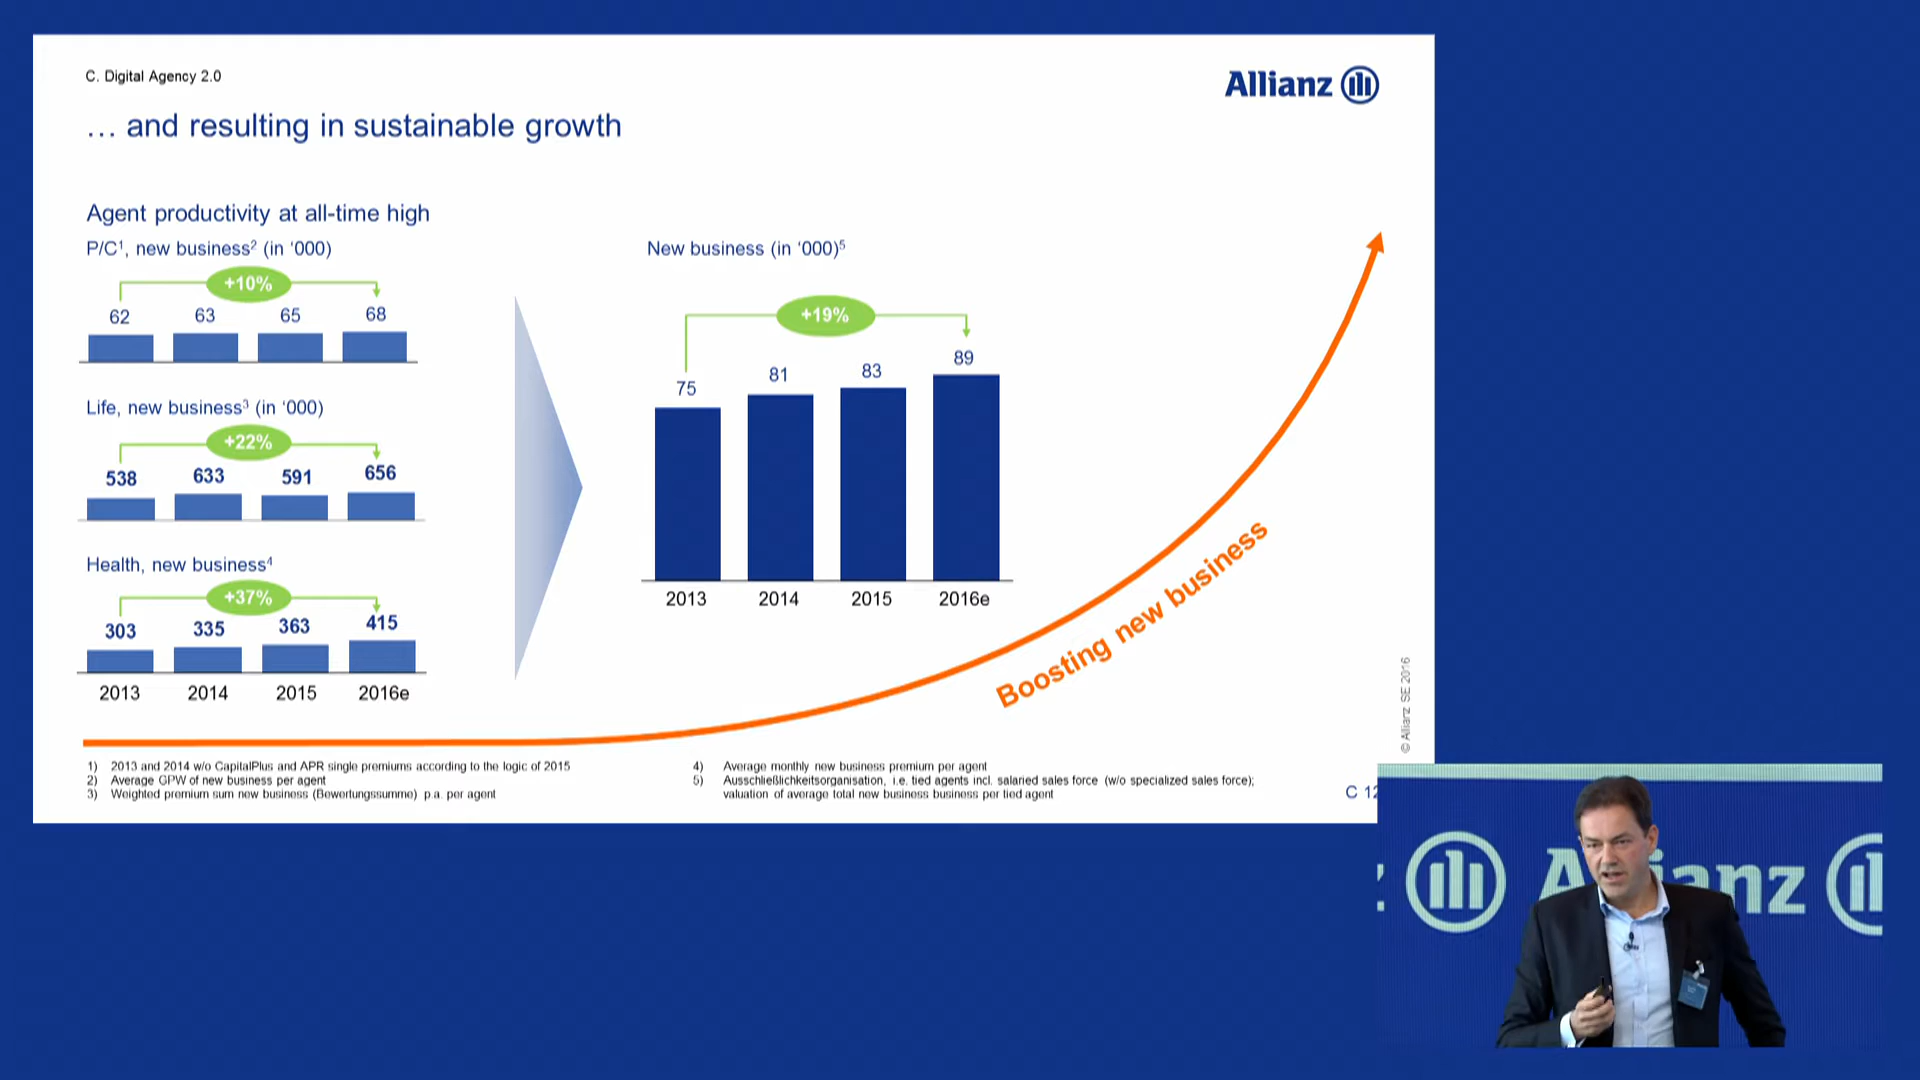 C. Digital Agency 2.0
Allianz
… and resulting in sustainable growth
Agent productivity at all-time high
P/C¹, new business² (in ‘000)
+10%
62 63 65 68
Life, new business³ (in ‘000)
+22%
538 633 591 656
Health, new business⁴
+37%
303 335 363 415
2013 2014 2015 2016e
New business (in ‘000)⁵
+19%
75 81 83 89
2013 2014 2015 2016e
Boosting new business
© Allianz SE 2016
1) 2013 and 2014 w/o CapitalPlus and APR single premiums according to the logic of 2015
2) Average GPW of new business per agent
3) Weighted premium sum new business (Bewertungssumme) p.a. per agent
4) Average monthly new business premium per agent
5) Ausschließlichkeitsorganisation, i.e. tied agents incl. salaried sales force (w/o specialized sales force);
valuation of average total new business business per tied agent
C 12
Allianz